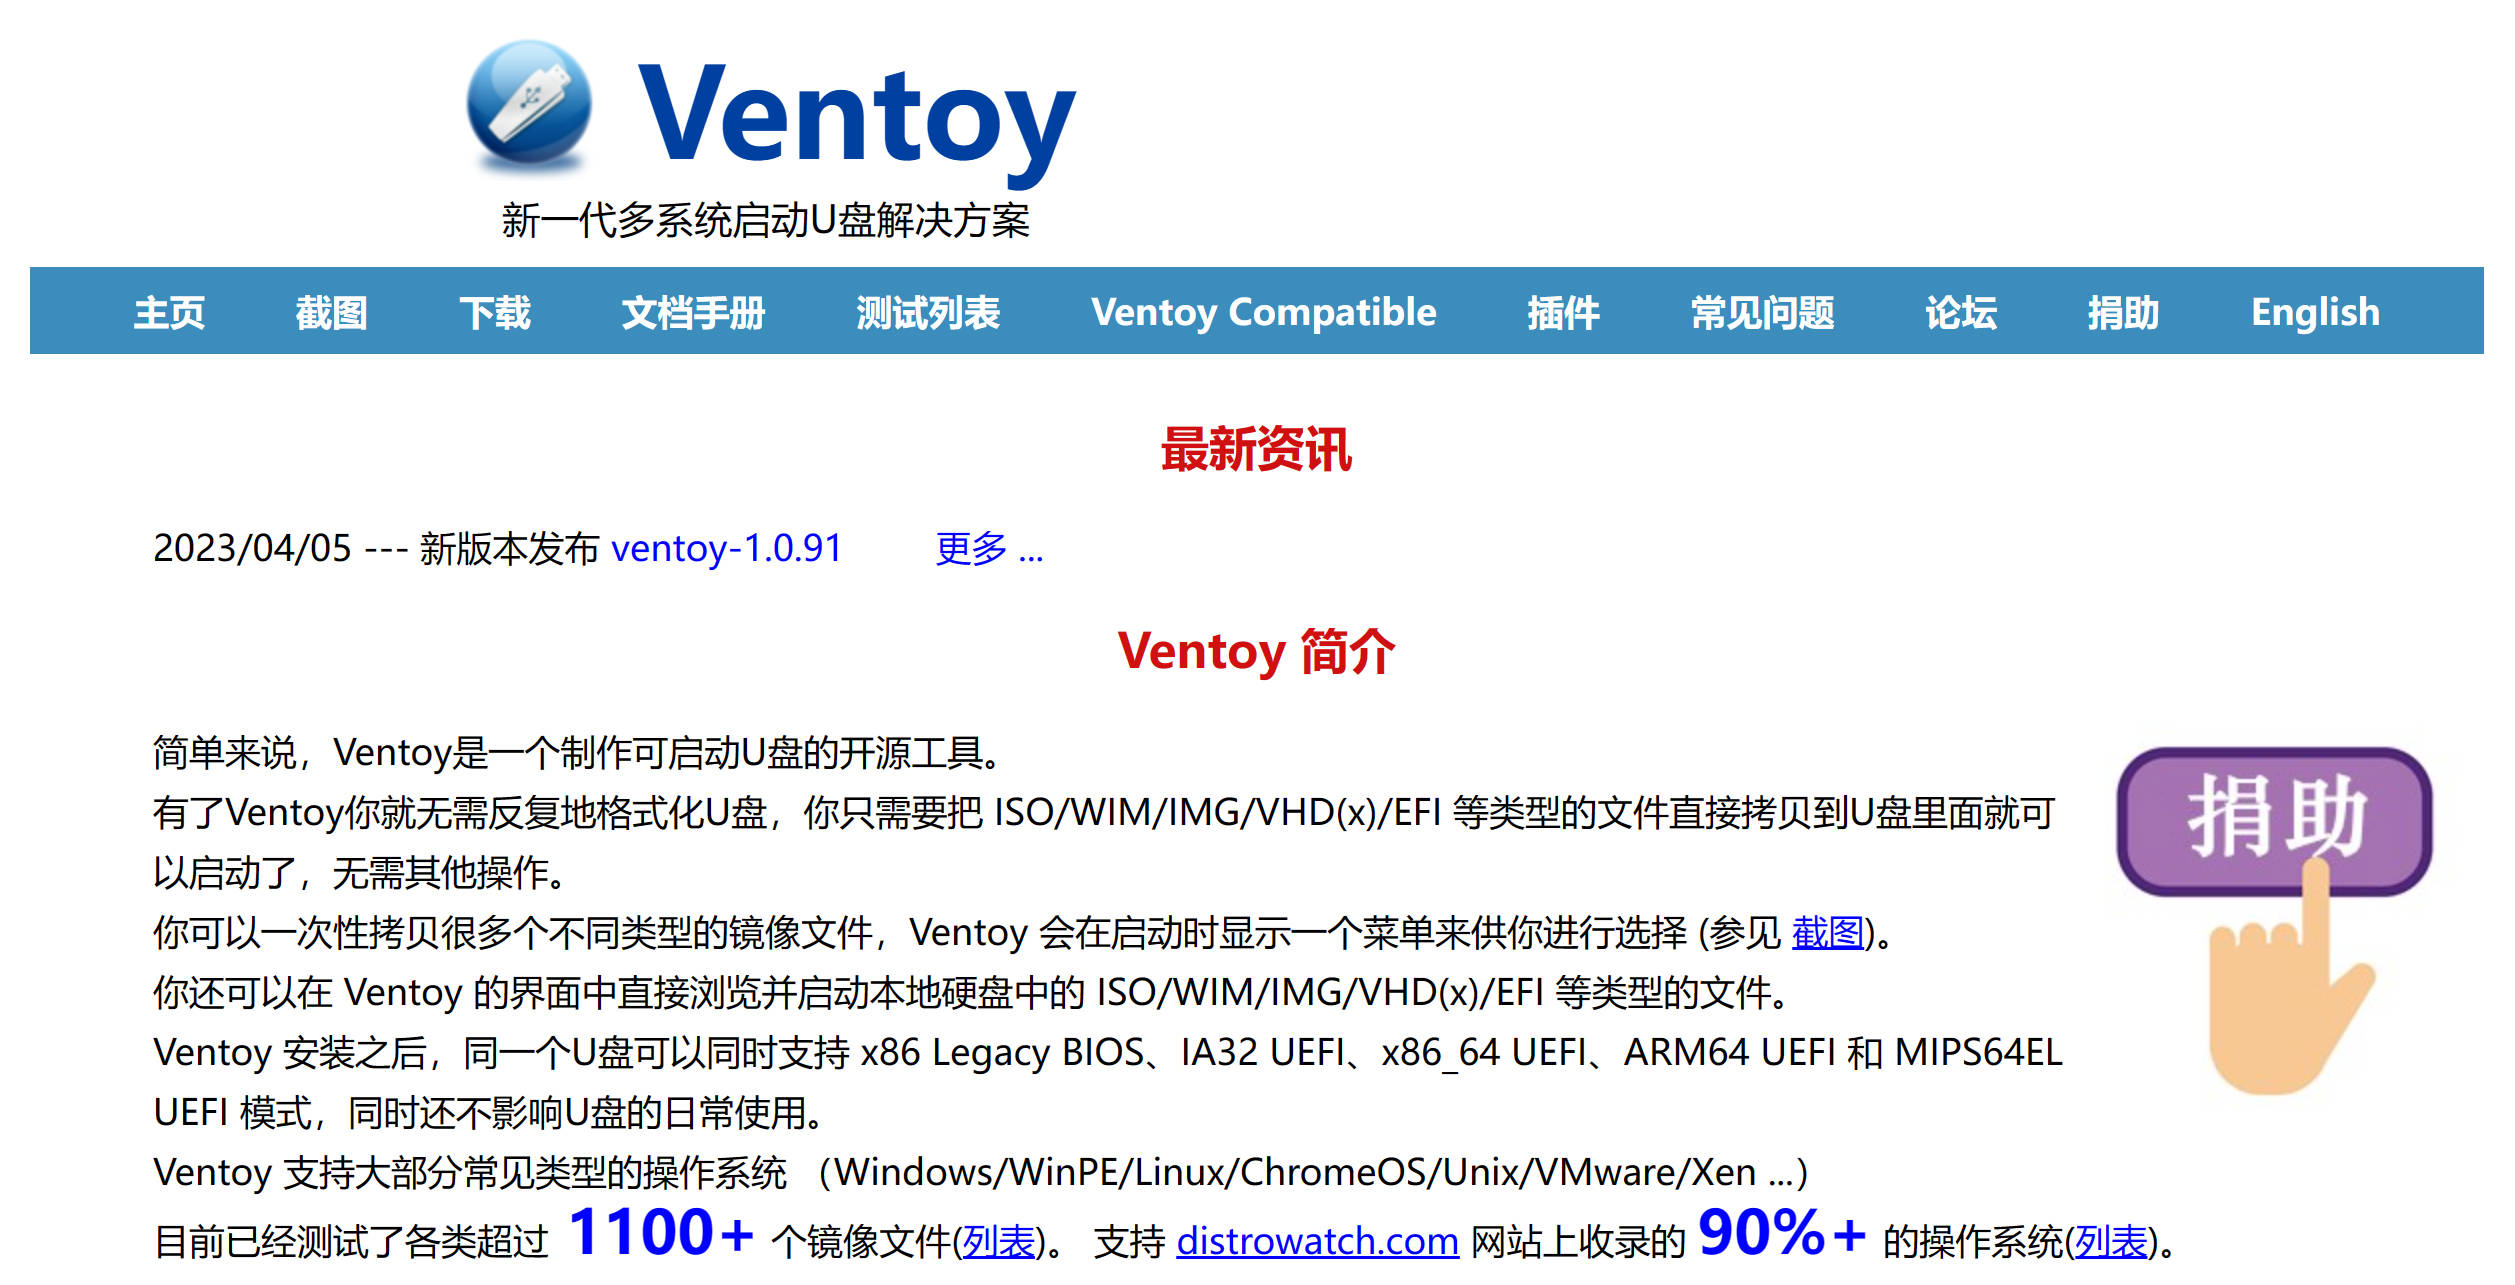 Ventoy
新一代多系统启动U盘解决方案
主页 截图 下载 文档手册 测试列表 Ventoy Compatible 插件 常见问题 论坛 捐助 English
最新资讯
2023/04/05 --- 新版本发布 ventoy-1.0.91 更多 ...
Ventoy 简介
简单来说，Ventoy是一个制作可启动U盘的开源工具。
有了Ventoy你就无需反复地格式化U盘，你只需要把 ISO/WIM/IMG/VHD(x)/EFI 等类型的文件直接拷贝到U盘里面就可
以启动了，无需其他操作。
你可以一次性拷贝很多个不同类型的镜像文件，Ventoy 会在启动时显示一个菜单来供你进行选择 (参见 截图)。
你还可以在 Ventoy 的界面中直接浏览并启动本地硬盘中的 ISO/WIM/IMG/VHD(x)/EFI 等类型的文件。
Ventoy 安装之后，同一个U盘可以同时支持 x86 Legacy BIOS、IA32 UEFI、x86_64 UEFI、ARM64 UEFI 和 MIPS64EL
UEFI 模式，同时还不影响U盘的日常使用。
Ventoy 支持大部分常见类型的操作系统 （Windows/WinPE/Linux/ChromeOS/Unix/VMware/Xen ...）
目前已经测试了各类超过 1100+ 个镜像文件(列表)。 支持 distrowatch.com 网站上收录的 90%+ 的操作系统(列表)。
捐助